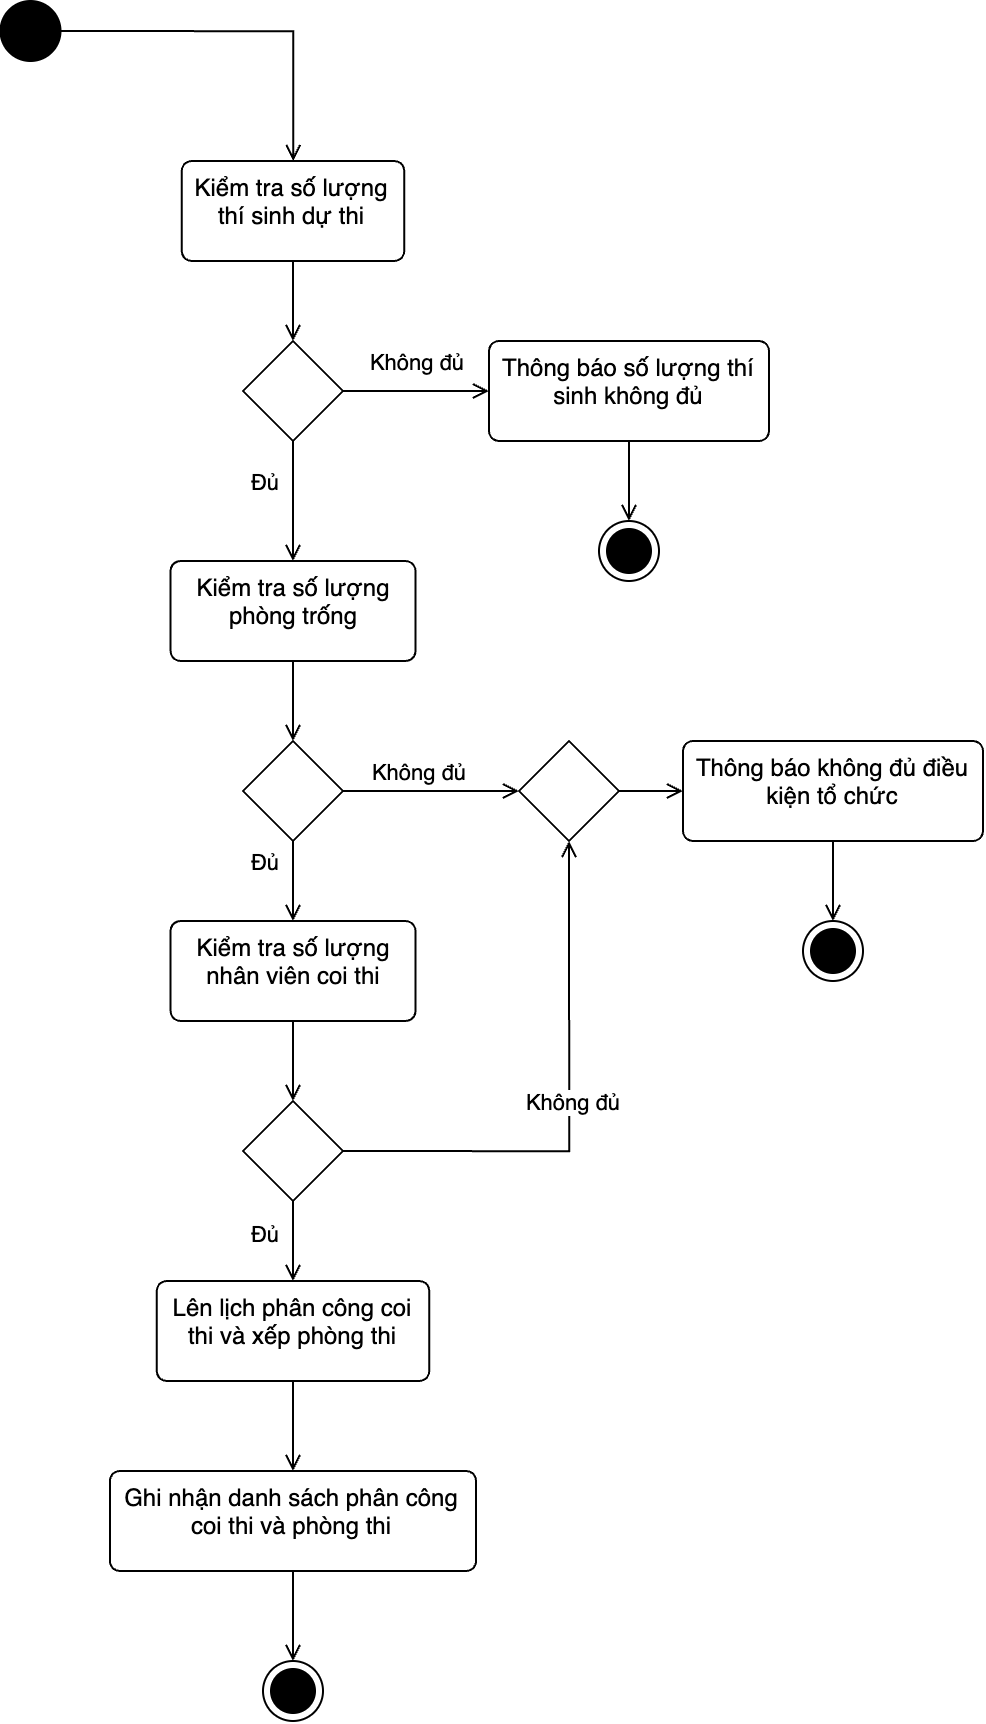 Kiểm tra số lượng
thí sinh dự thi
Không đủ
Thông báo số lượng thí
sinh không đủ
Đủ
Kiểm tra số lượng
phòng trống
Không đủ
Thông báo không đủ điều
kiện tổ chức
Đủ
Kiểm tra số lượng
nhân viên coi thi
Không đủ
Đủ
Lên lịch phân công coi
thi và xếp phòng thi
Ghi nhận danh sách phân công
coi thi và phòng thi